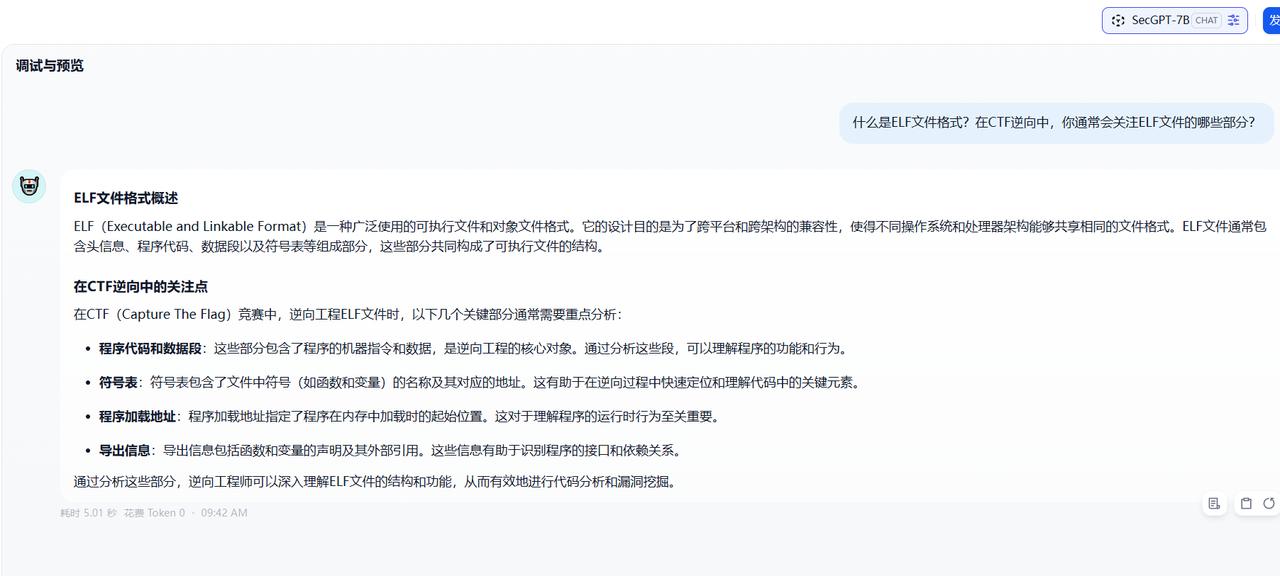 SecGPT-7B CHAT
发
调试与预览
什么是ELF文件格式？在CTF逆向中，你通常会关注ELF文件的哪些部分？
ELF文件格式概述
ELF（Executable and Linkable Format）是一种广泛使用的可执行文件和对象文件格式。它的设计目的是为了跨平台和跨架构的兼容性，使得不同操作系统和处理器架构能够共享相同的文件格式。ELF文件通常包
含头信息、程序代码、数据段以及符号表等组成部分，这些部分共同构成了可执行文件的结构。
在CTF逆向中的关注点
在CTF（Capture The Flag）竞赛中，逆向工程ELF文件时，以下几个关键部分通常需要重点分析：
• 程序代码和数据段：这些部分包含了程序的机器指令和数据，是逆向工程的核心对象。通过分析这些段，可以理解程序的功能和行为。
• 符号表：符号表包含了文件中符号（如函数和变量）的名称及其对应的地址。这有助于在逆向过程中快速定位和理解代码中的关键元素。
• 程序加载地址：程序加载地址指定了程序在内存中加载时的起始位置。这对于理解程序的运行时行为至关重要。
• 导出信息：导出信息包括函数和变量的声明及其外部引用。这些信息有助于识别程序的接口和依赖关系。
通过分析这些部分，逆向工程师可以深入理解ELF文件的结构和功能，从而有效地进行代码分析和漏洞挖掘。
耗时 5.01 秒 花费 Token 0 · 09:42 AM